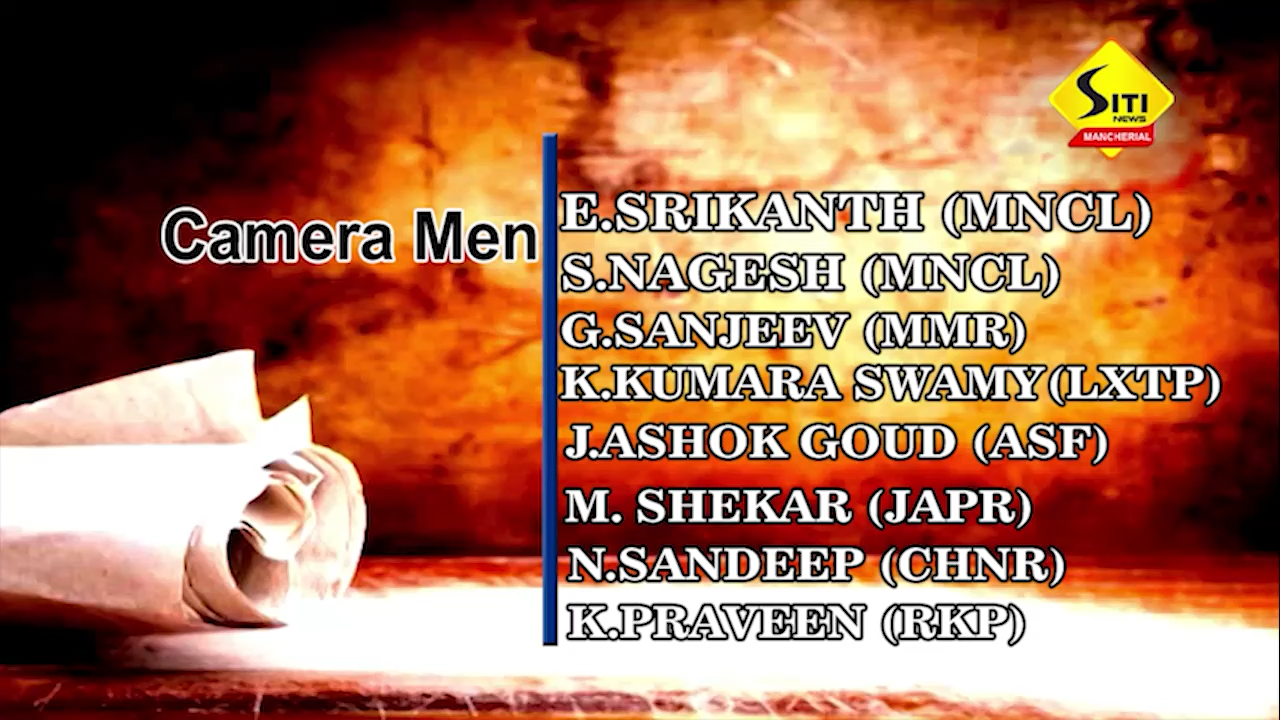 SITI
NEWS
MANCHERIAL
Camera Men
E.SRIKANTH (MNCL)
S.NAGESH (MNCL)
G.SANJEEV (MMR)
K.KUMARA SWAMY(LXTP)
J.ASHOK GOUD (ASF)
M. SHEKAR (JAPR)
N.SANDEEP (CHNR)
K.PRAVEEN (RKP)